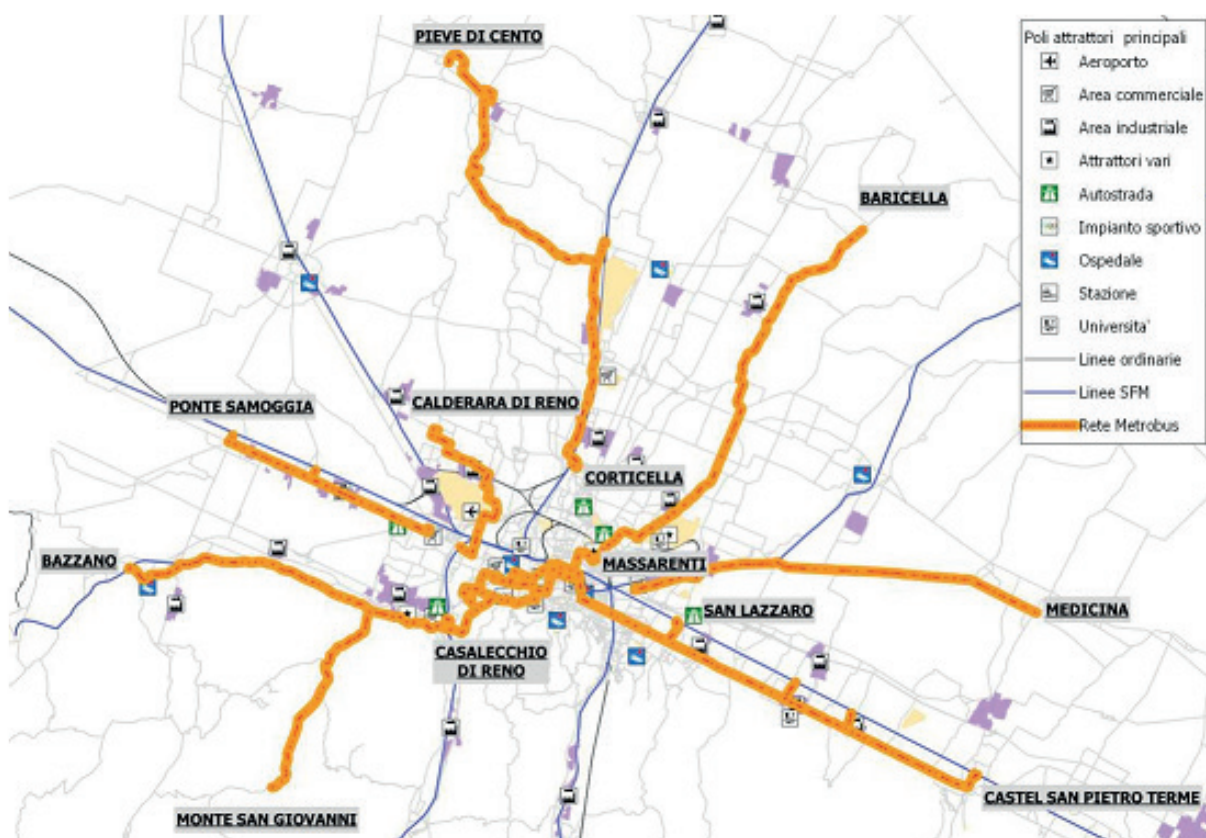 PIEVE DI CENTO
BARICELLA
PONTE SAMOGGIA
CALDERARA DI RENO
CORTICELLA
BAZZANO
MASSARENTI
SAN LAZZARO
MEDICINA
CASALECCHIO
DI RENO
MONTE SAN GIOVANNI
CASTEL SAN PIETRO TERME
Poli attrattori principali
Aeroporto
Area commerciale
Area industriale
Attrattori vari
Autostrada
Impianto sportivo
Ospedale
Stazione
Universita'
Linee ordinarie
Linee SFM
Rete Metrobus